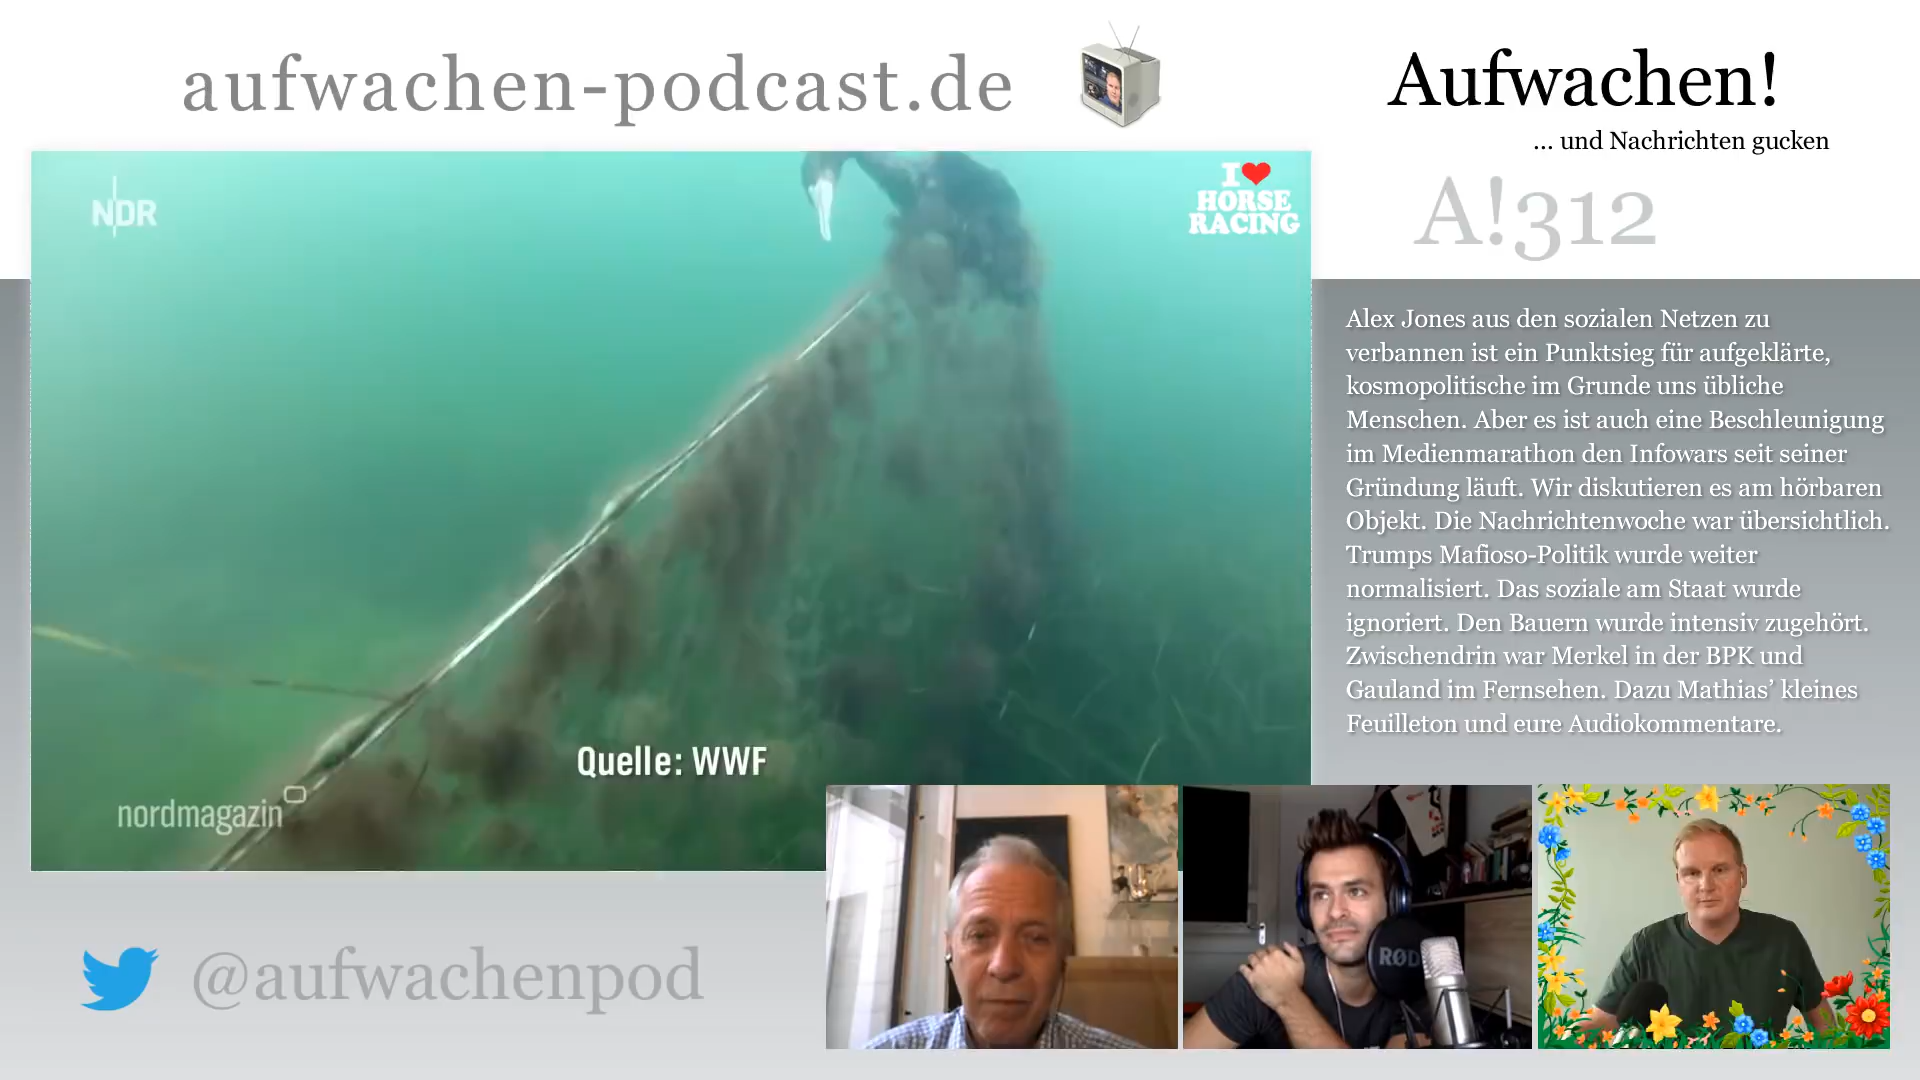 aufwachen-podcast.de
Aufwachen!
... und Nachrichten gucken
A!312
NDR
I
HORSE
RACING
Alex Jones aus den sozialen Netzen zu
verbannen ist ein Punktsieg für aufgeklärte,
kosmopolitische im Grunde uns übliche
Menschen. Aber es ist auch eine Beschleunigung
im Medienmarathon den Infowars seit seiner
Gründung läuft. Wir diskutieren es am hörbaren
Objekt. Die Nachrichtenwoche war übersichtlich.
Trumps Mafioso-Politik wurde weiter
normalisiert. Das soziale am Staat wurde
ignoriert. Den Bauern wurde intensiv zugehört.
Zwischendrin war Merkel in der BPK und
Gauland im Fernsehen. Dazu Mathias’ kleines
Feuilleton und eure Audiokommentare.
Quelle: WWF
nordmagazin
RØD
@aufwachenpod